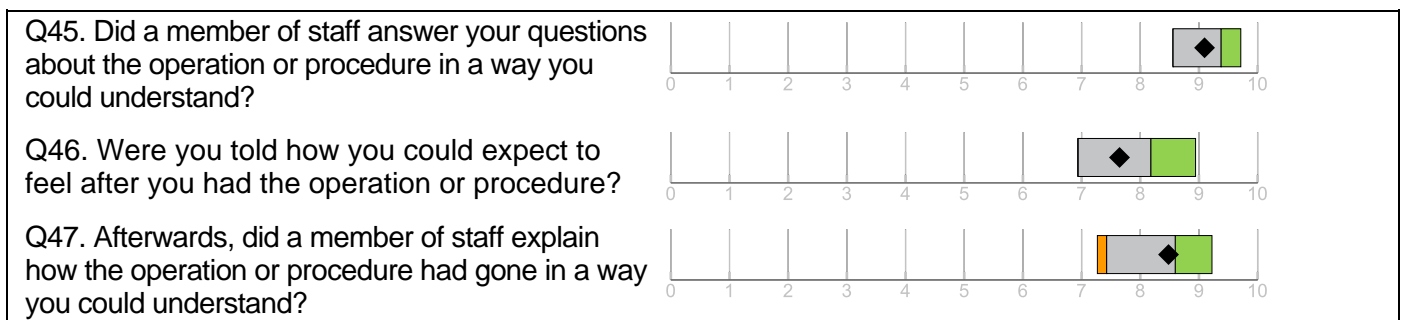 Q45. Did a member of staff answer your questions
about the operation or procedure in a way you
could understand?
0 1 2 3 4 5 6 7 8 9 10
Q46. Were you told how you could expect to
feel after you had the operation or procedure?
0 1 2 3 4 5 6 7 8 9 10
Q47. Afterwards, did a member of staff explain
how the operation or procedure had gone in a way
you could understand?
0 1 2 3 4 5 6 7 8 9 10